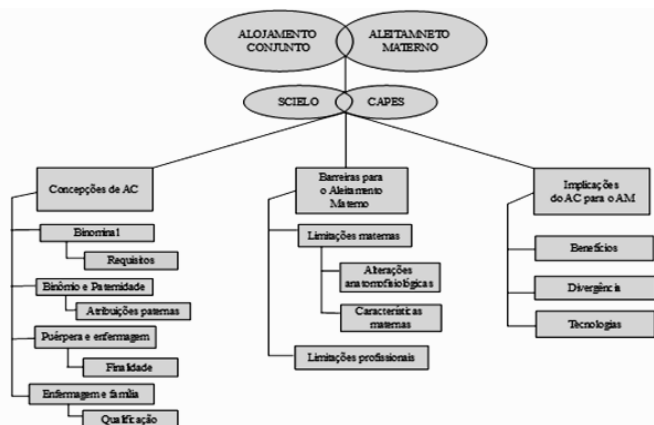 ALOJAMENTO
CONJUNTO
ALEITAMNETO
MATERNO
SCIELO
CAPES
Concepções de AC
Binominal
Requisitos
Binômio e Paternidade
Atribuições paternas
Puérpera e enfermagem
Finalidade
Enfermagem e família
Qualificação
Barreiras para
o Aleitamento
Materno
Limitações maternas
Alterações
anatomofisiológicas
Características
maternas
Limitações profissionais
Implicações
do AC para o AM
Benefícios
Divergência
Tecnologias